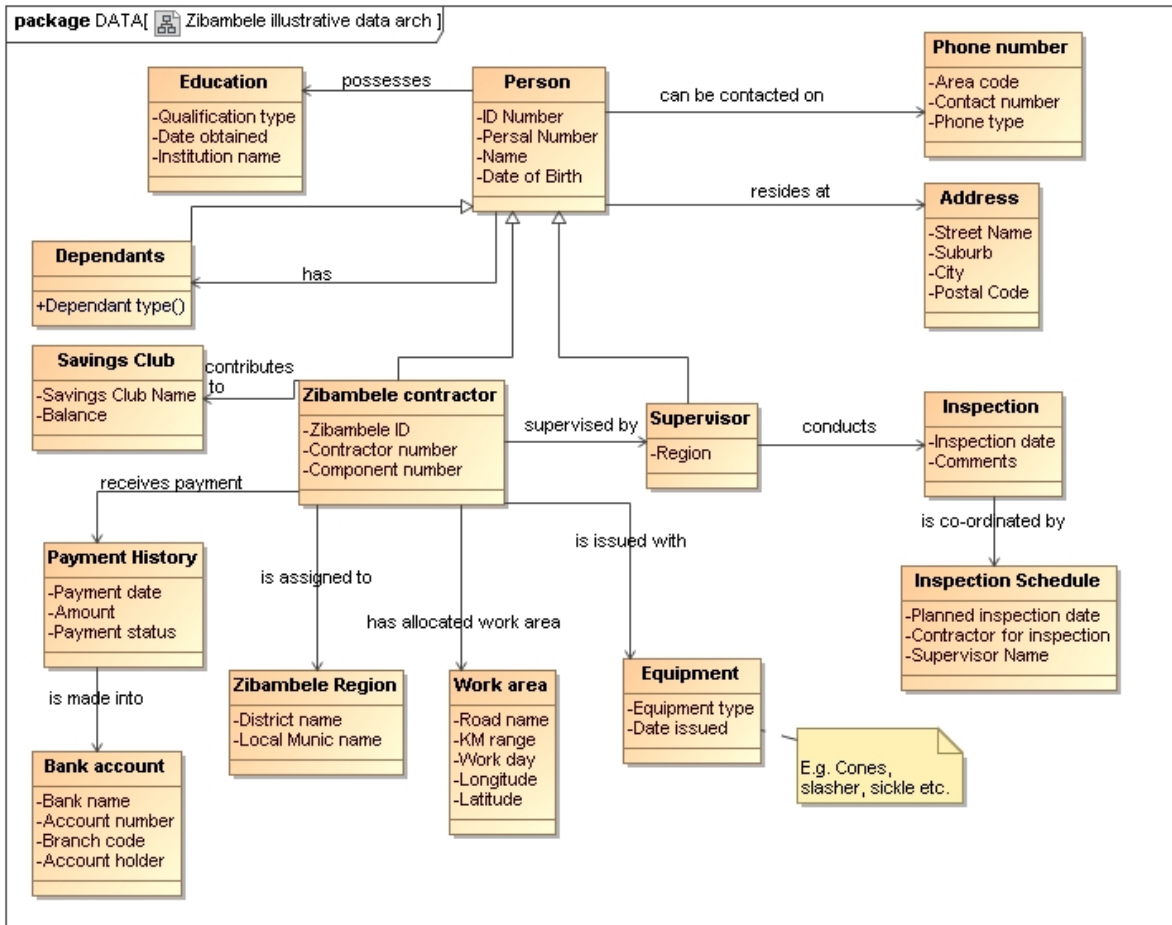 package DATA[ Zibambele illustrative data arch ]
Education
-Qualification type
-Date obtained
-Institution name
possesses
Person
-ID Number
-Persal Number
-Name
-Date of Birth
can be contacted on
Phone number
-Area code
-Contact number
-Phone type
resides at
Address
-Street Name
-Suburb
-City
-Postal Code
Dependants
+Dependant type()
has
Savings Club
-Savings Club Name
-Balance
contributes
to
Zibambele contractor
-Zibambele ID
-Contractor number
-Component number
supervised by
Supervisor
-Region
conducts
Inspection
-Inspection date
-Comments
is co-ordinated by
Inspection Schedule
-Planned inspection date
-Contractor for inspection
-Supervisor Name
receives payment
Payment History
-Payment date
-Amount
-Payment status
is made into
Bank account
-Bank name
-Account number
-Branch code
-Account holder
is assigned to
Zibambele Region
-District name
-Local Munic name
has allocated work area
Work area
-Road name
-KM range
-Work day
-Longitude
-Latitude
is issued with
Equipment
-Equipment type
-Date issued
E.g. Cones,
slasher, sickle etc.